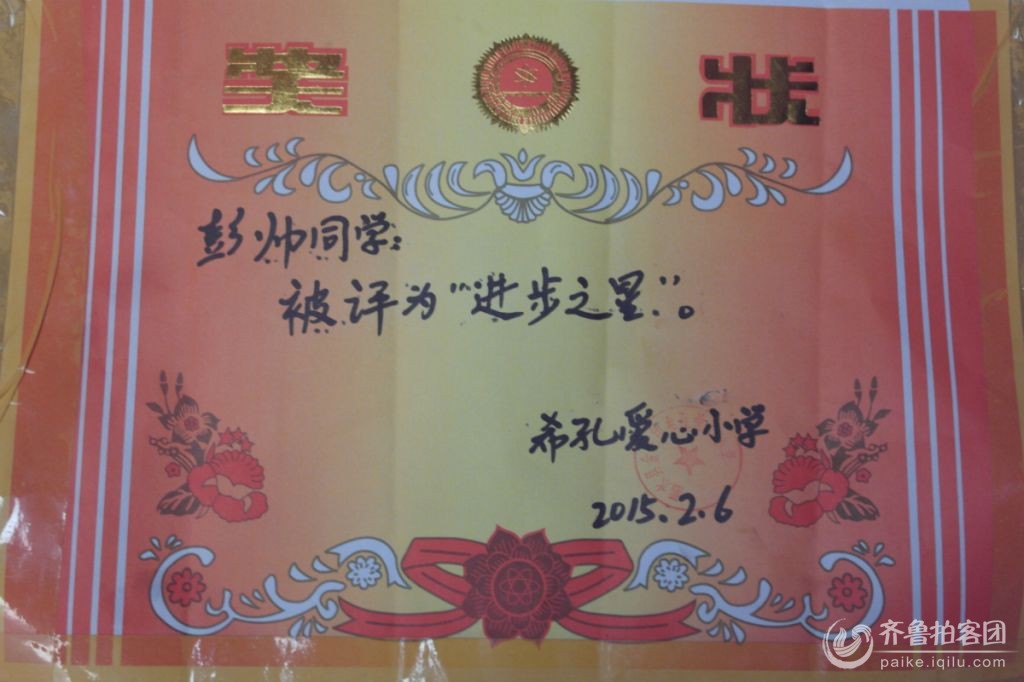 奖状
彭帅同学：
被评为“进步之星”。
希孔爱心小学
2015.2.6
齐鲁拍客团
paike.iqilu.com